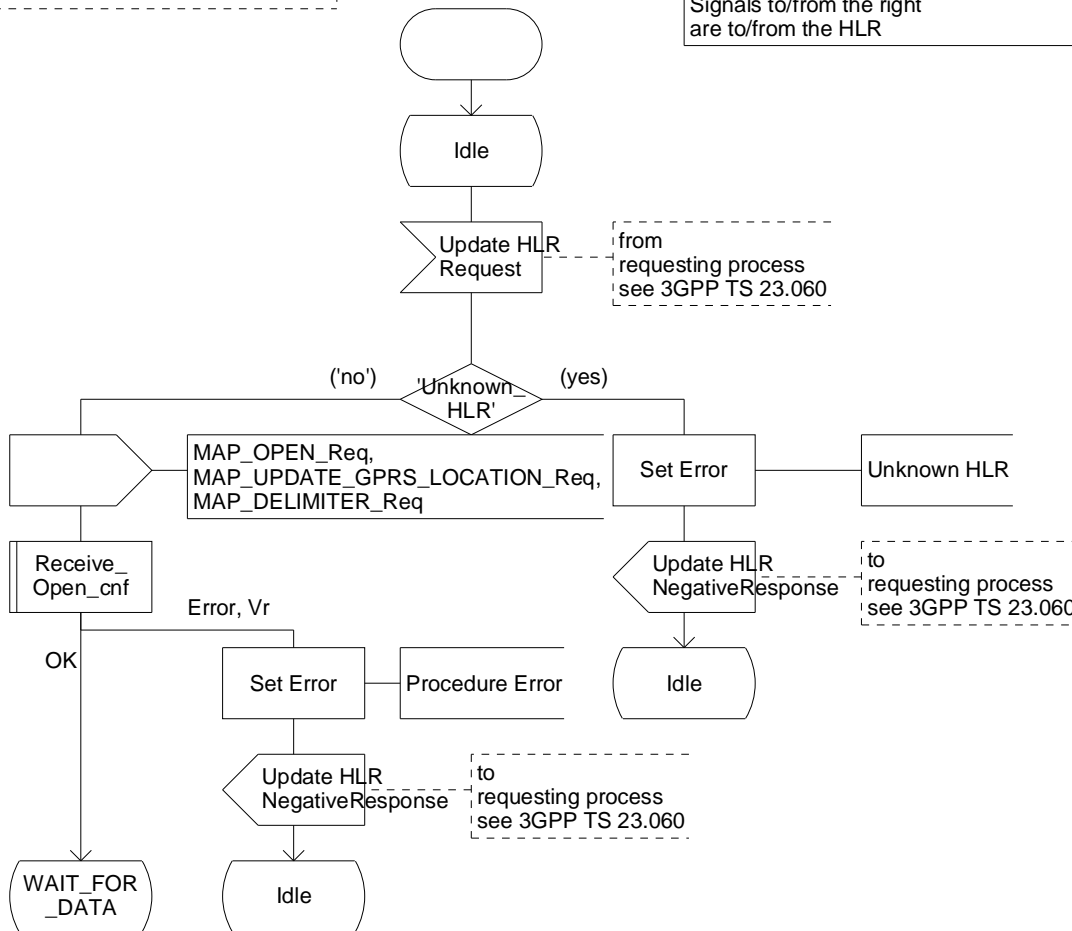 Signals to/from the right
are to/from the HLR
Idle
Update HLR
Request
from
requesting process
see 3GPP TS 23.060
('no')
'Unknown_
HLR'
(yes)
MAP_OPEN_Req,
MAP_UPDATE_GPRS_LOCATION_Req,
MAP_DELIMITER_Req
Set Error
Unknown HLR
Receive_
Open_cnf
Update HLR
NegativeResponse
to
requesting process
see 3GPP TS 23.060
Error, Vr
OK
Set Error
Procedure Error
Idle
Update HLR
NegativeResponse
to
requesting process
see 3GPP TS 23.060
WAIT_FOR
_DATA
Idle